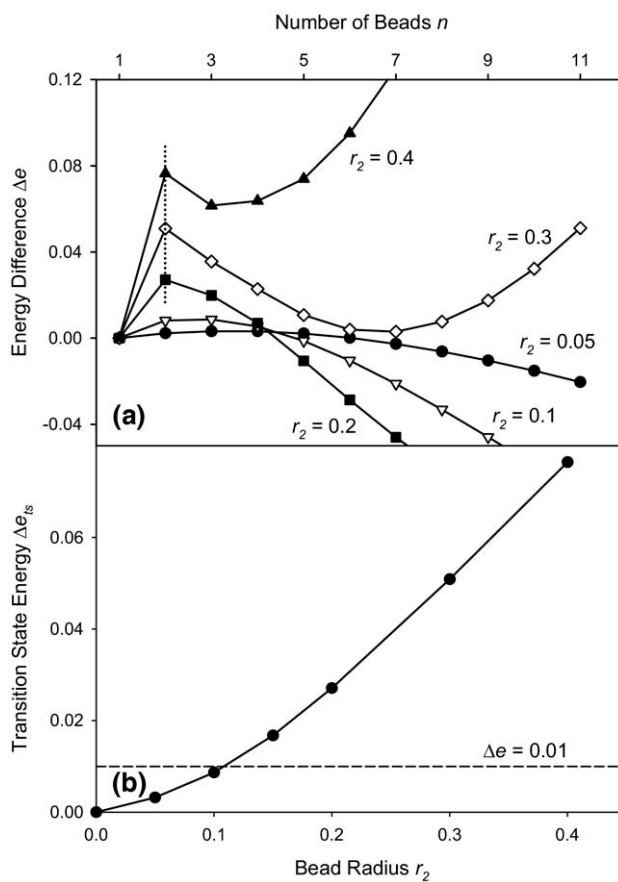 Number of Beads n
1 3 5 7 9 11
0.12
0.08
0.04
0.00
-0.04
Energy Difference Δe
r2 = 0.4
r2 = 0.3
r2 = 0.05
r2 = 0.1
r2 = 0.2
(a)
0.06
0.04
0.02
0.00
Transition State Energy Δets
Δe = 0.01
(b)
0.0 0.1 0.2 0.3 0.4
Bead Radius r2